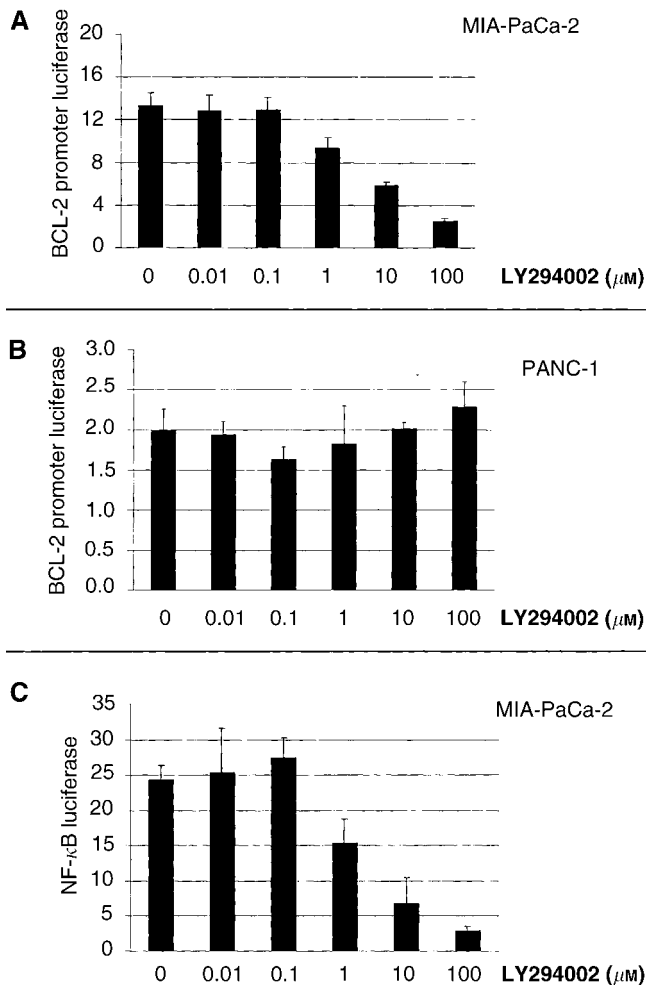 A
MIA-PaCa-2
BCL-2 promoter luciferase
20
16
12
8
4
0
0 0.01 0.1 1 10 100 LY294002 (μM)
B
PANC-1
BCL-2 promoter luciferase
3.0
2.5
2.0
1.5
1.0
0.5
0.0
0 0.01 0.1 1 10 100 LY294002 (μM)
C
MIA-PaCa-2
NF-κB luciferase
35
30
25
20
15
10
5
0
0 0.01 0.1 1 10 100 LY294002 (μM)